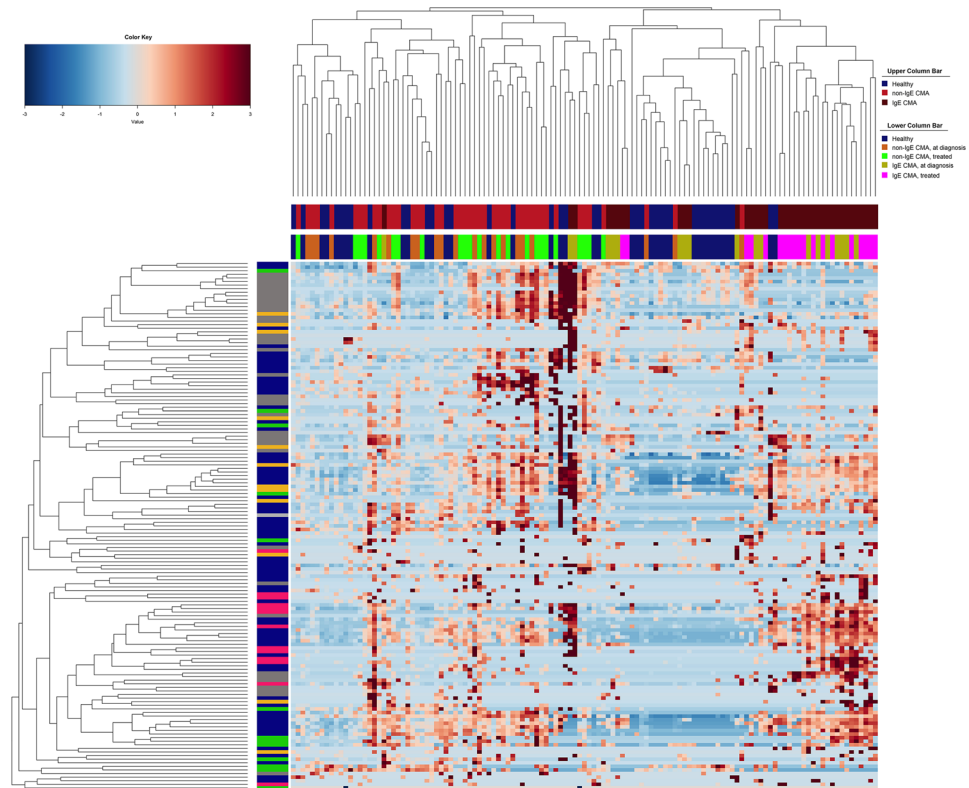 Color Key
-3 -2 -1 0 1 2 3
Value
Upper Column Bar
Healthy
non-IgE CMA
IgE CMA
Lower Column Bar
Healthy
non-IgE CMA, at diagnosis
non-IgE CMA, treated
IgE CMA, at diagnosis
IgE CMA, treated